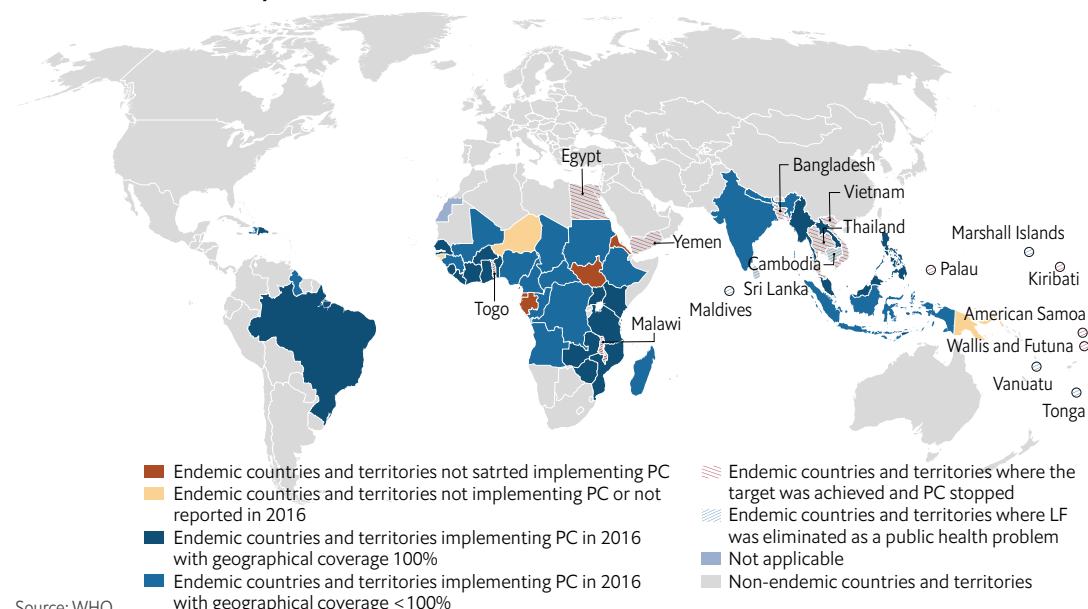 Egypt
Bangladesh
Vietnam
Thailand
Marshall Islands
Yemen
Cambodia
Palau
Kiribati
Sri Lanka
Togo
Maldives
American Samoa
Malawi
Wallis and Futuna
Vanuatu
Tonga
Endemic countries and territories not satrted implementing PC
Endemic countries and territories not implementing PC or not
reported in 2016
Endemic countries and territories implementing PC in 2016
with geographical coverage 100%
Endemic countries and territories implementing PC in 2016
with geographical coverage <100%
Endemic countries and territories where the
target was achieved and PC stopped
Endemic countries and territories where LF
was eliminated as a public health problem
Not applicable
Non-endemic countries and territories
Source: WHO